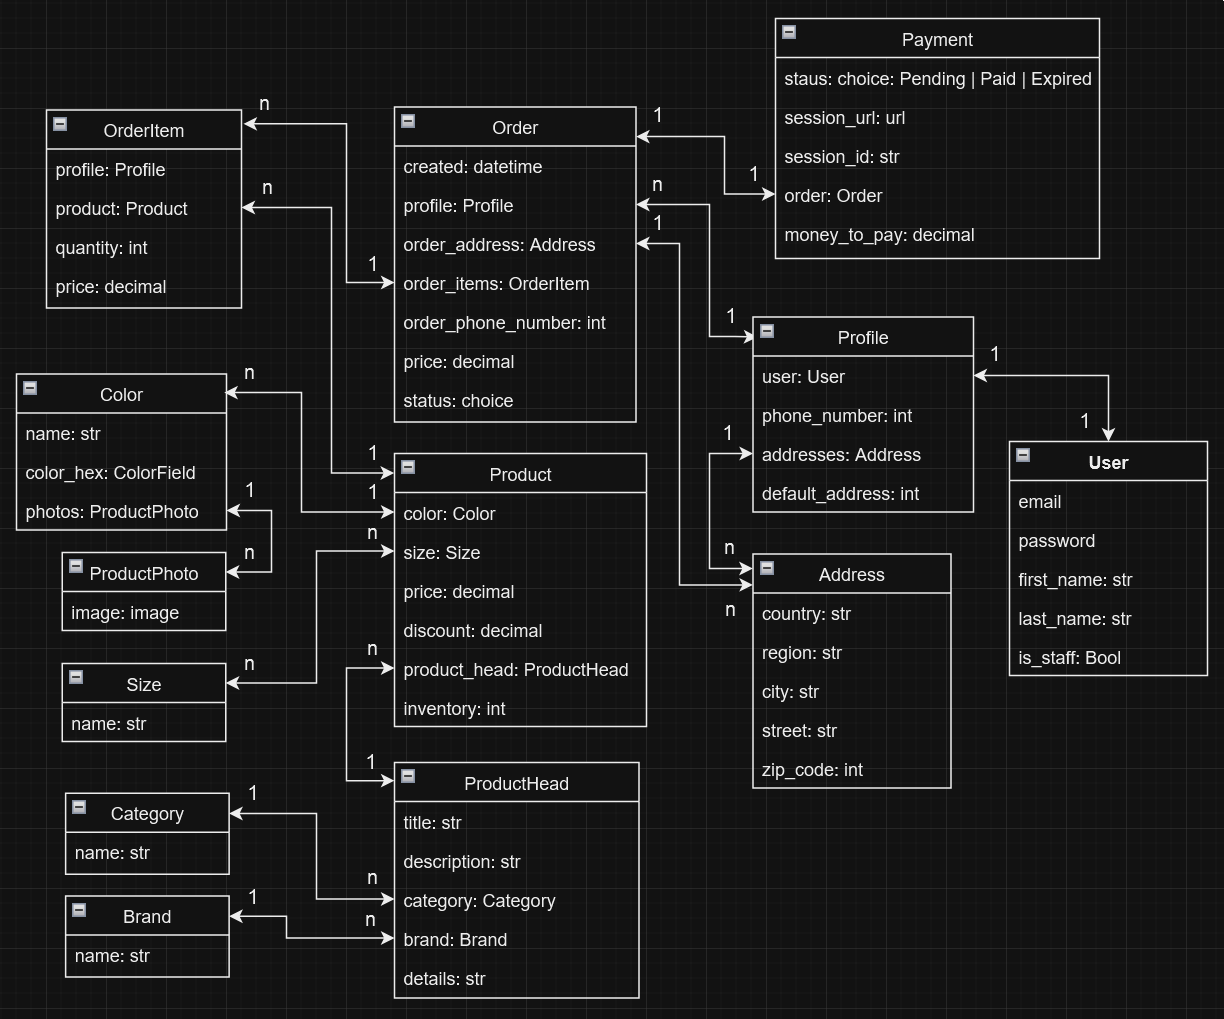 Payment
staus: choice: Pending | Paid | Expired
session_url: url
session_id: str
order: Order
money_to_pay: decimal
1
1
n
OrderItem
profile: Profile
product: Product
quantity: int
price: decimal
n
1
Order
created: datetime
profile: Profile
order_address: Address
order_items: OrderItem
order_phone_number: int
price: decimal
status: choice
n
1
1
Profile
user: User
phone_number: int
addresses: Address
default_address: int
1
1
1
User
email
password
first_name: str
last_name: str
is_staff: Bool
n
Color
name: str
color_hex: ColorField
photos: ProductPhoto
1
n
ProductPhoto
image: image
n
Size
name: str
1
1
n
Product
color: Color
size: Size
price: decimal
discount: decimal
product_head: ProductHead
inventory: int
n
n
n
Address
country: str
region: str
city: str
street: str
zip_code: int
1
Category
name: str
1
Brand
name: str
1
ProductHead
title: str
description: str
category: Category
brand: Brand
details: str
n
n